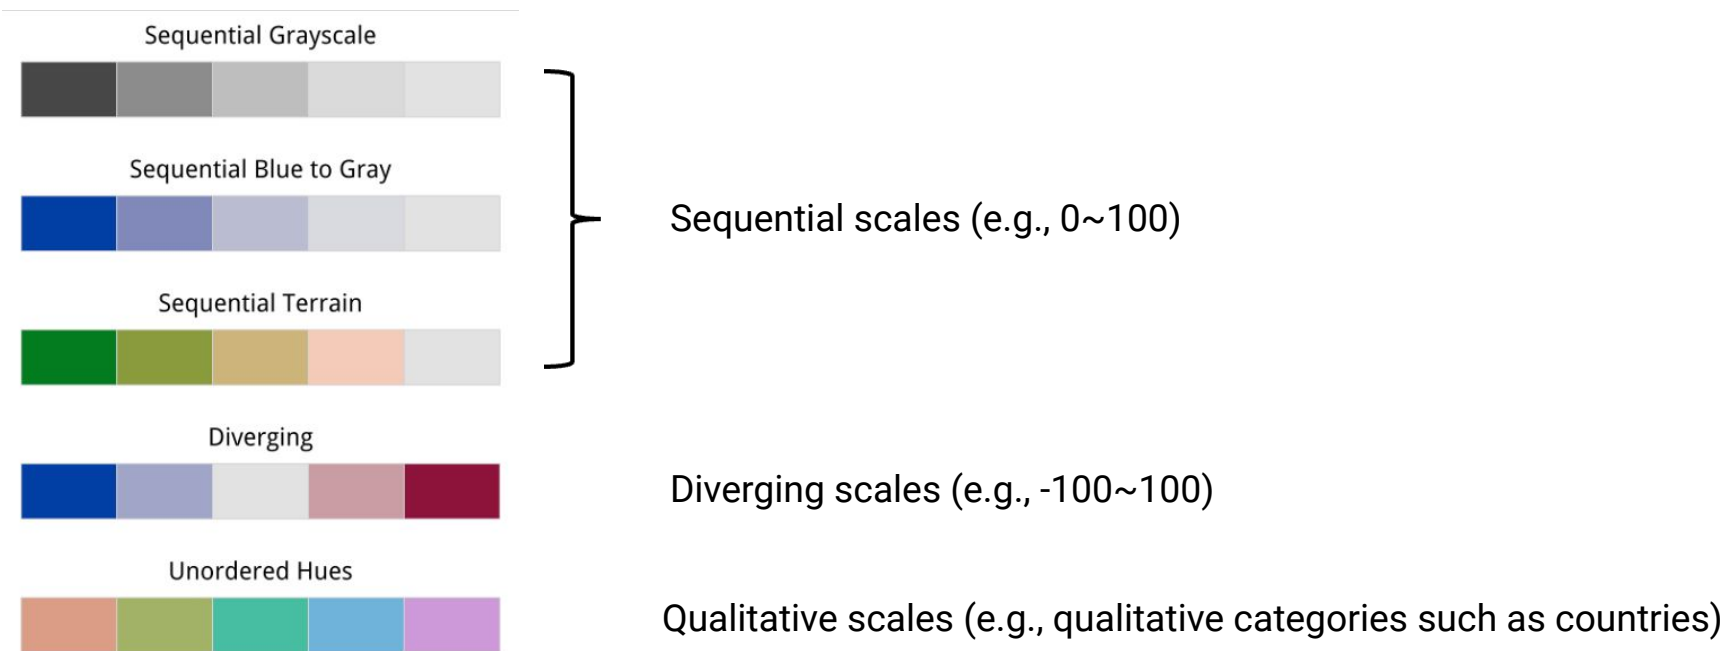 Sequential Grayscale
Sequential Blue to Gray
Sequential scales (e.g., 0~100)
Sequential Terrain
Diverging
Diverging scales (e.g., -100~100)
Unordered Hues
Qualitative scales (e.g., qualitative categories such as countries)